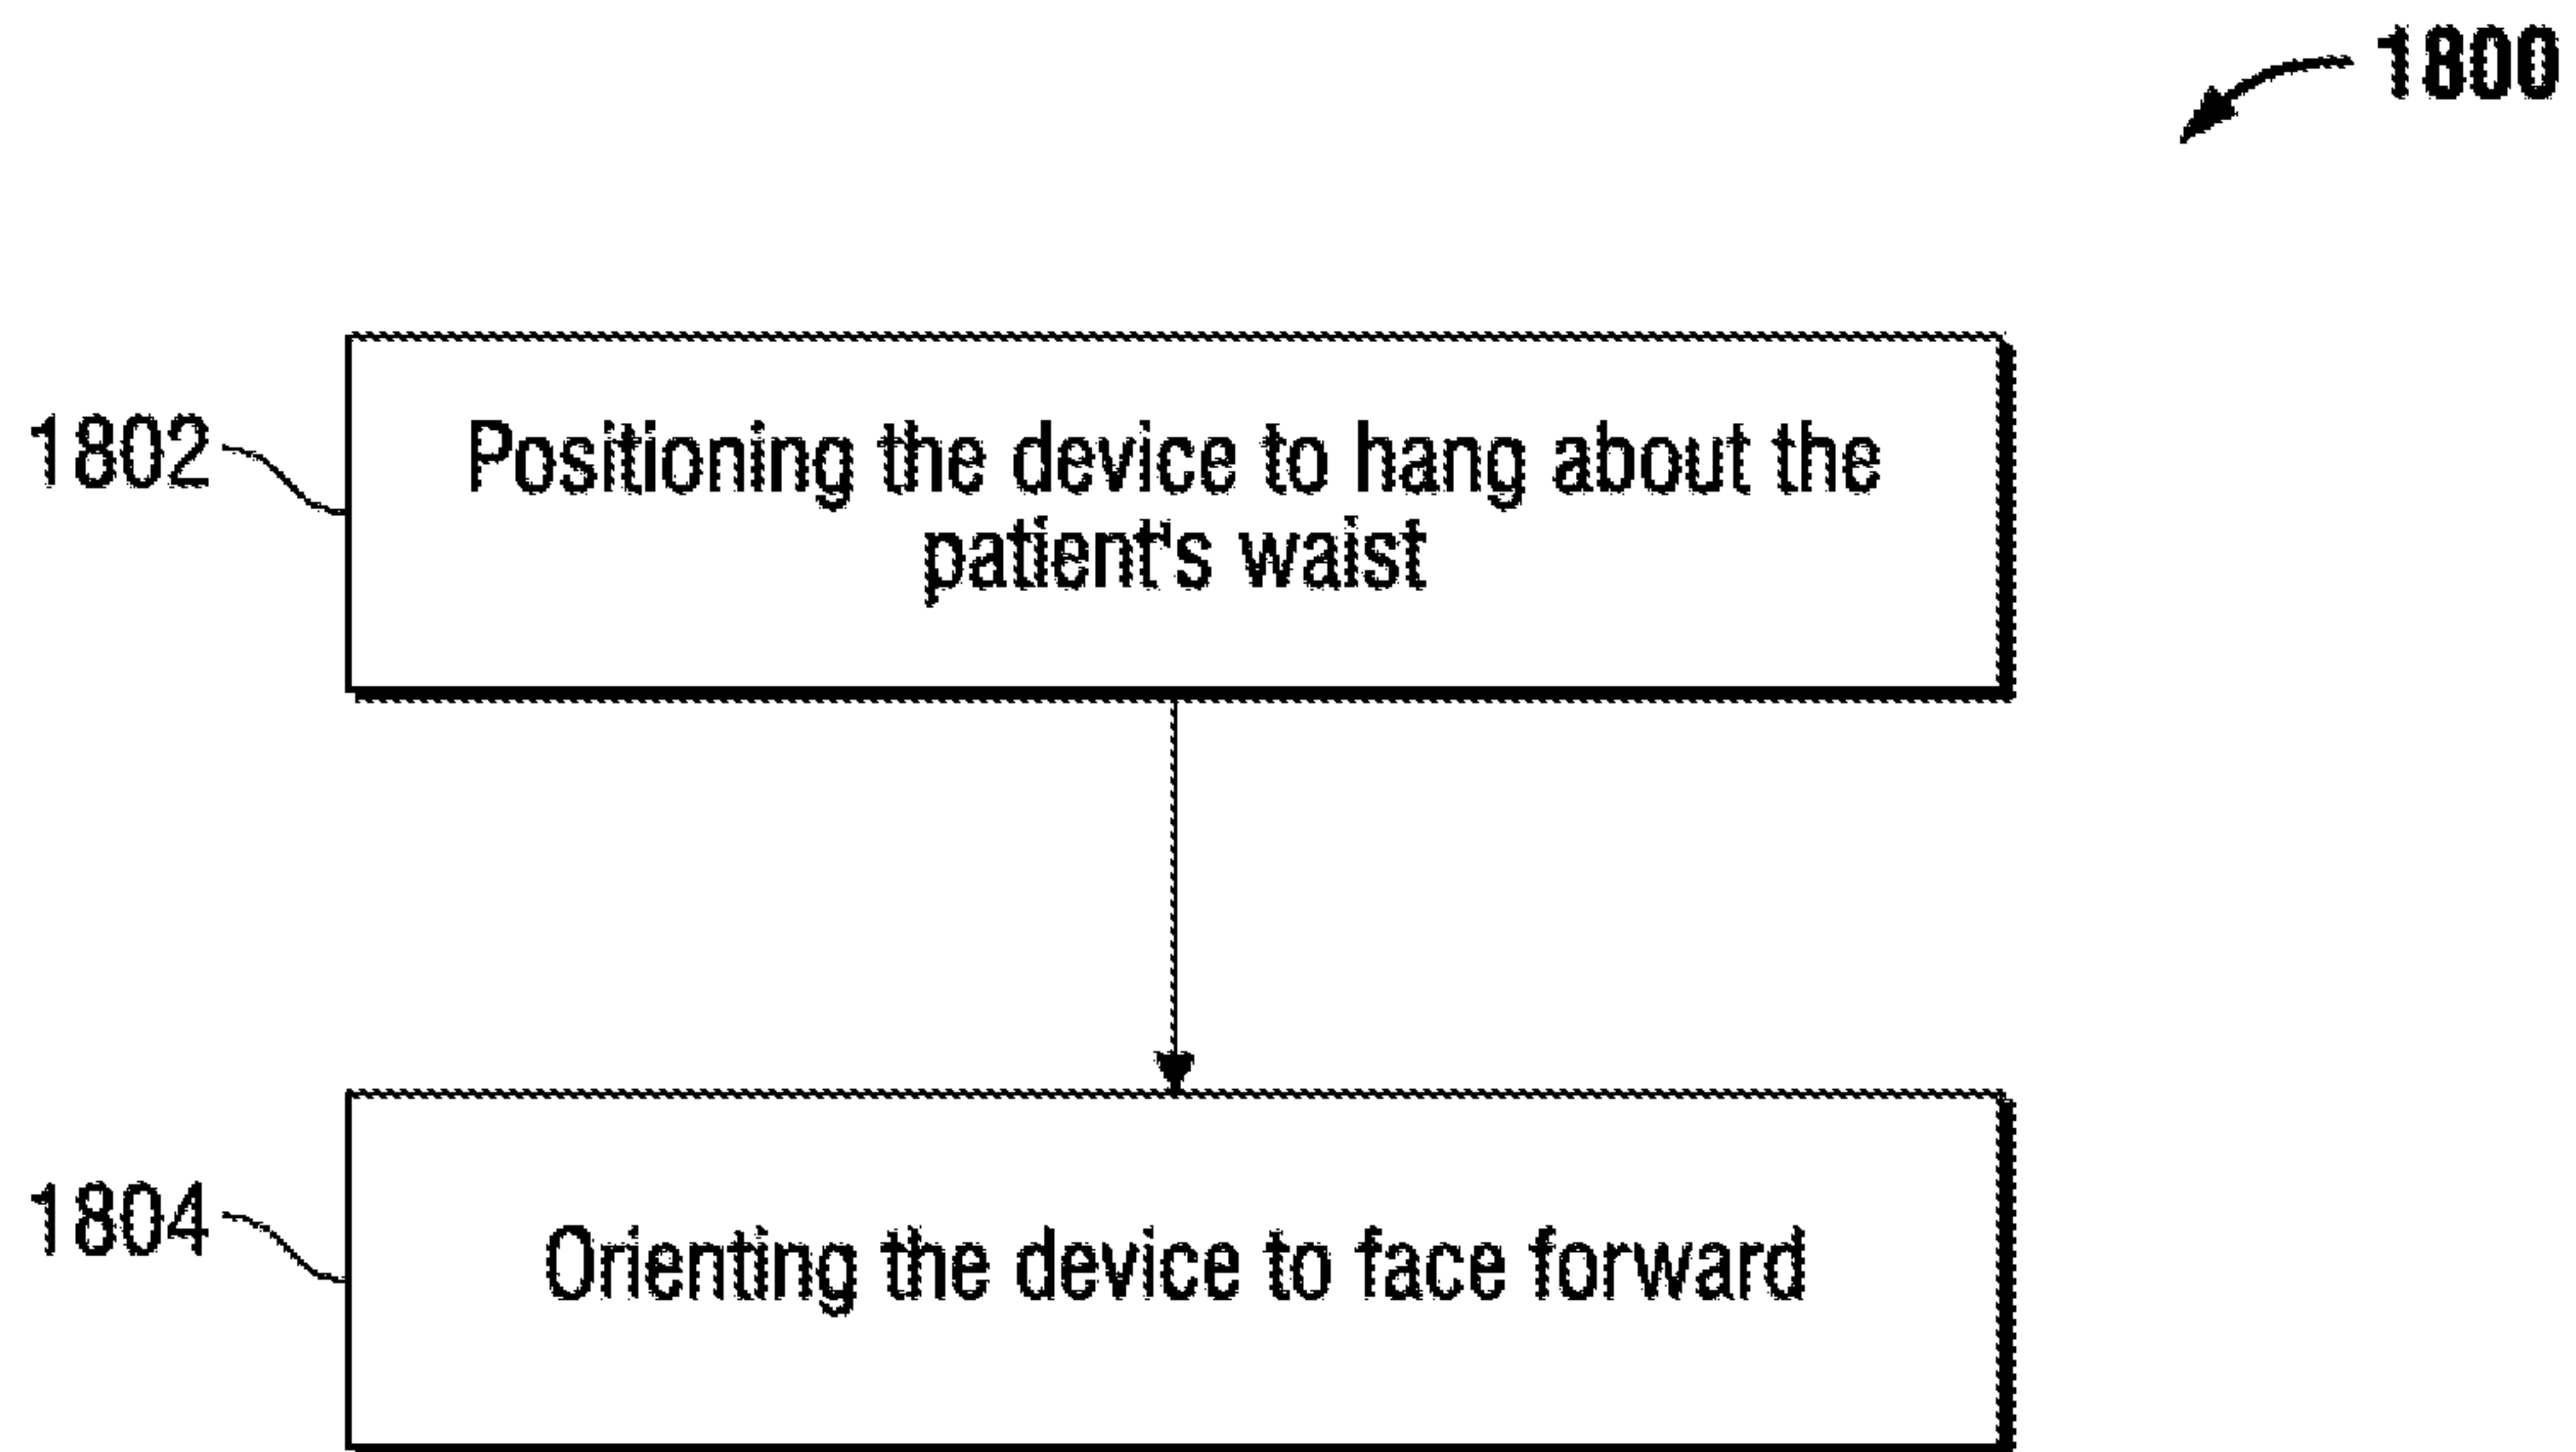 1800
1802
Positioning the device to hang about the
patient's waist
1804
Orienting the device to face forward